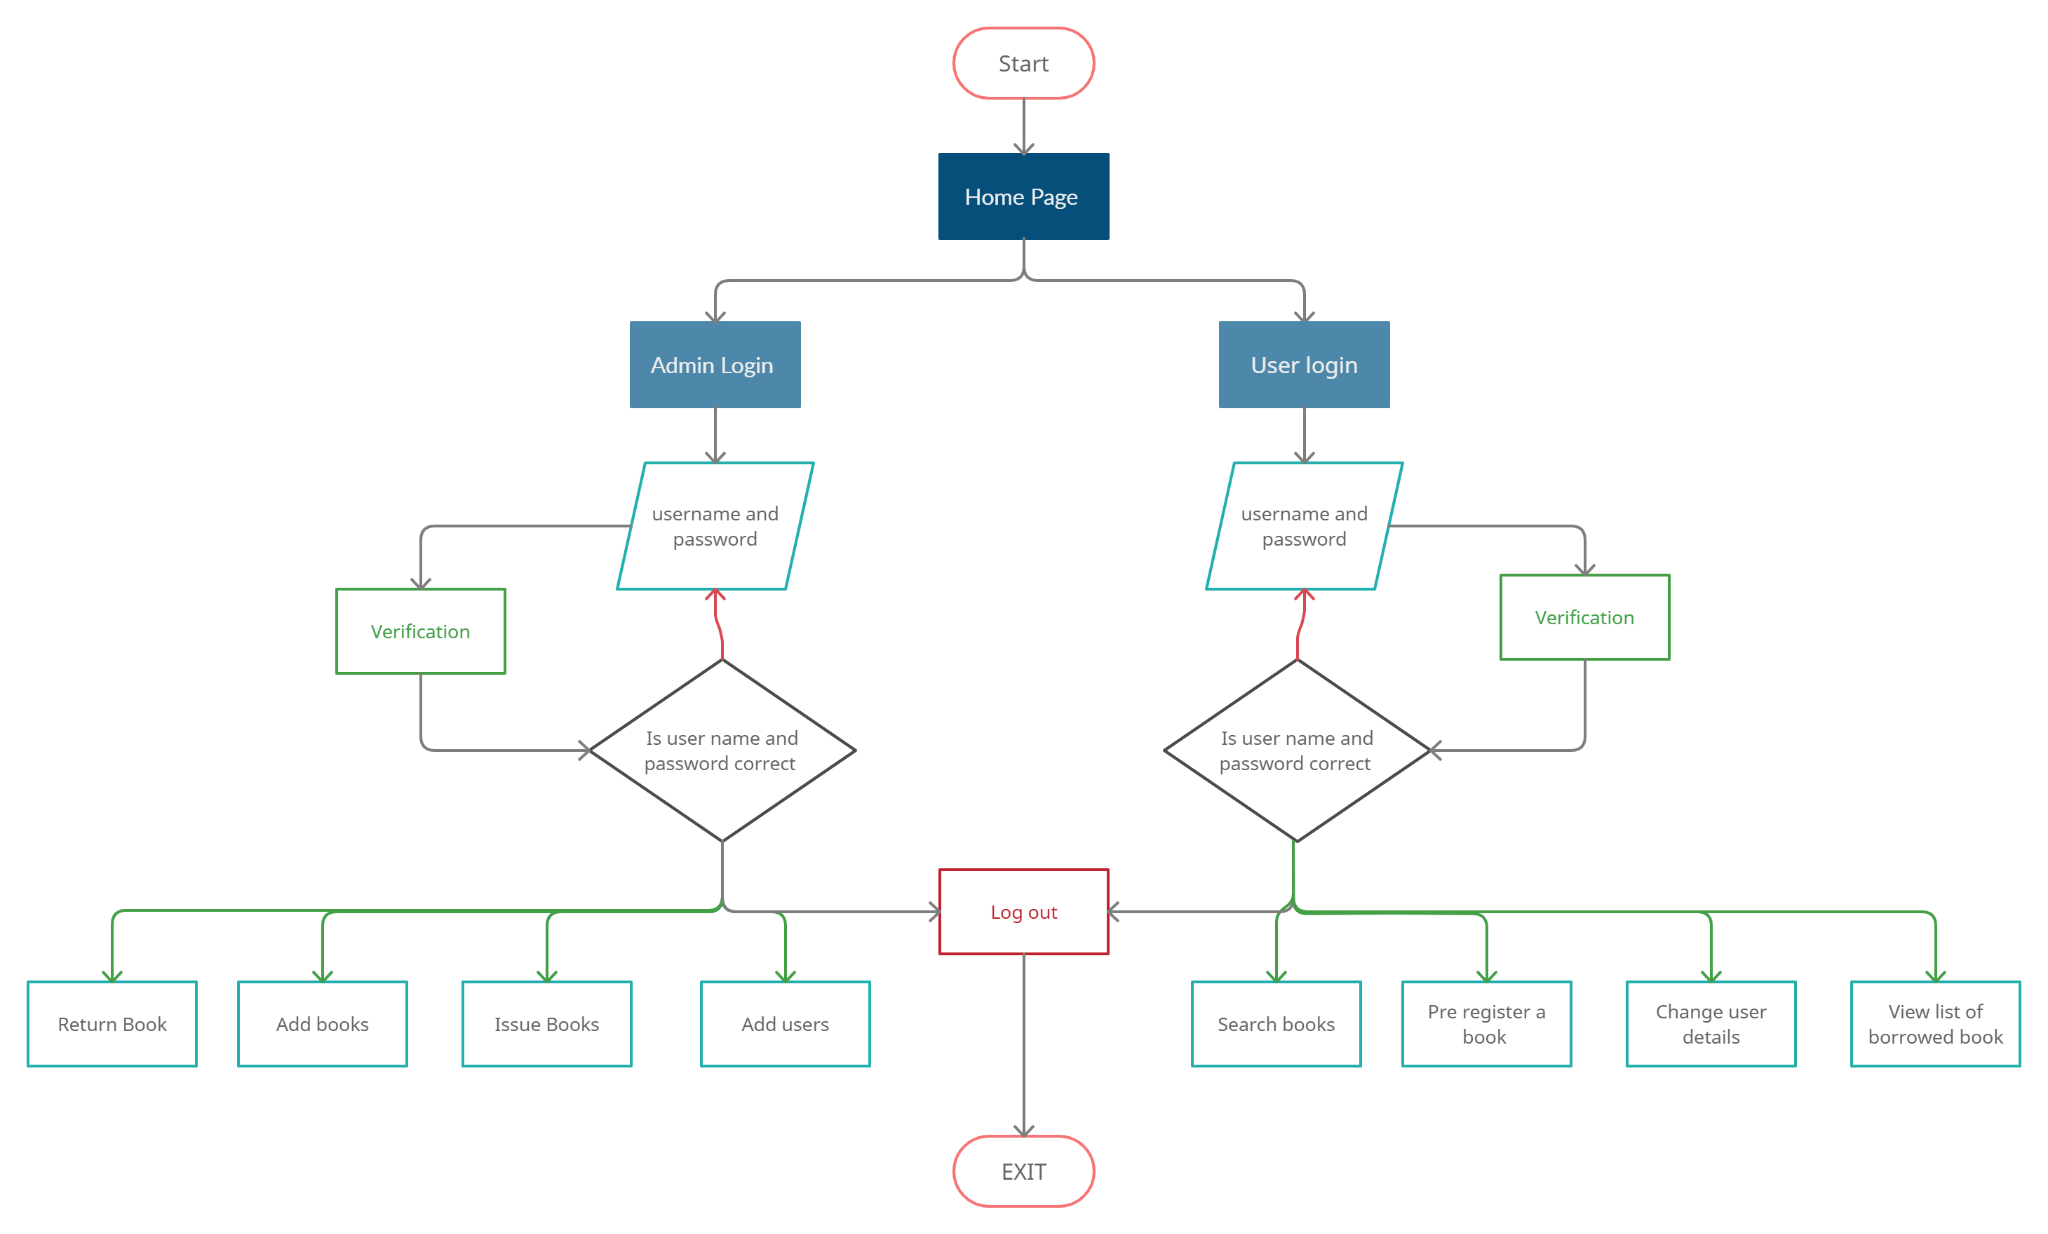 Start
Home Page
Admin Login
User login
username and
password
username and
password
Verification
Verification
Is user name and
password correct
Is user name and
password correct
Log out
Return Book
Add books
Issue Books
Add users
Search books
Pre register a
book
Change user
details
View list of
borrowed book
EXIT